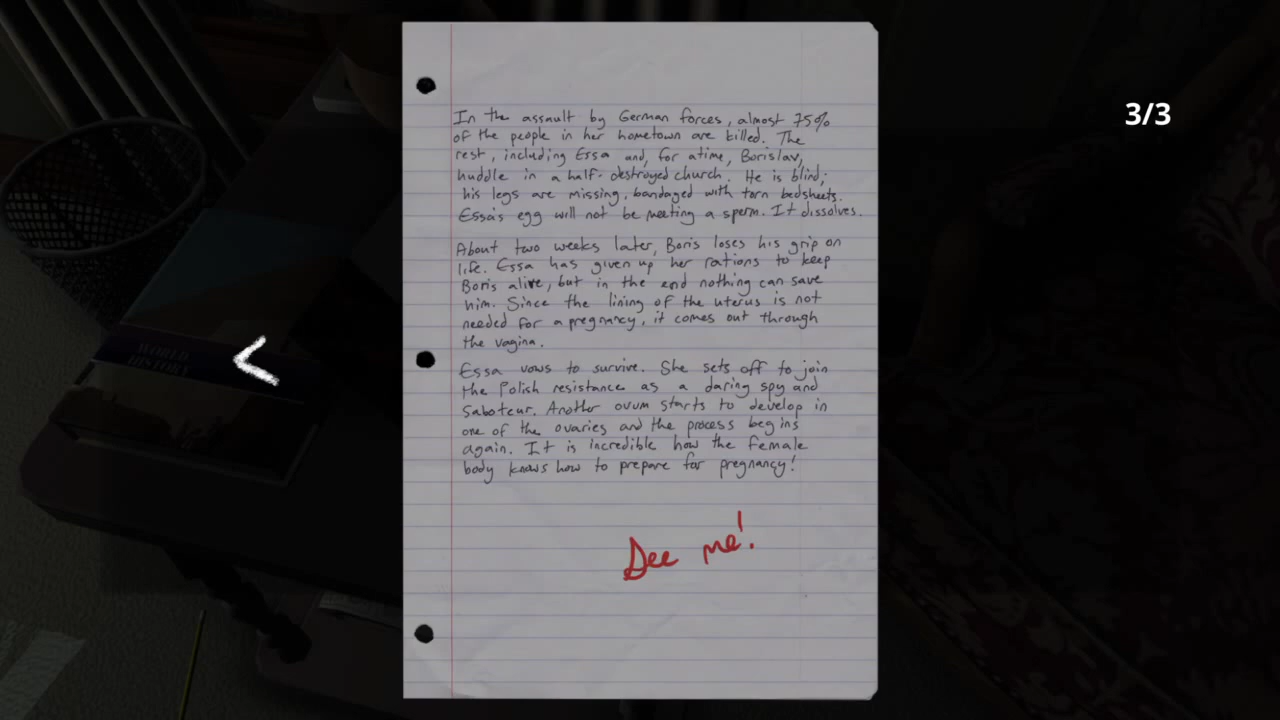 3/3
In the assault by German forces, almost 75%
of the people in her hometown are killed. The
rest, including Essa and, for a time, Borislav,
huddle in a half-destroyed church. He is blind;
his legs are missing, bandaged with torn bedsheets.
Essa's egg will not be meeting a sperm. It dissolves.
About two weeks later, Boris loses his grip on
life. Essa has given up her rations to keep
Boris alive, but in the end nothing can save
him. Since the lining of the uterus is not
needed for a pregnancy, it comes out through
the vagina.
Essa vows to survive. She sets off to join
the Polish resistance as a daring spy and
saboteur. Another ovum starts to develop in
one of the ovaries and the process begins
again. It is incredible how the female
body knows how to prepare for pregnancy!
See me!
WORLD
HISTORY